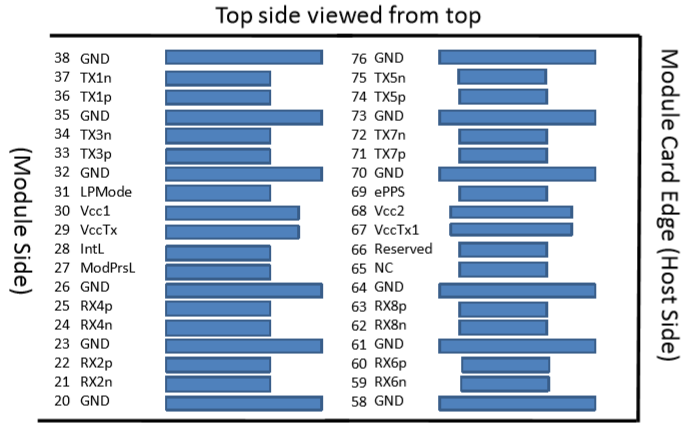 Top side viewed from top
38 GND 76 GND
37 TX1n 75 TX5n
36 TX1p 74 TX5p
35 GND 73 GND
34 TX3n 72 TX7n
33 TX3p 71 TX7p
32 GND 70 GND
31 LPMode 69 ePPS
30 Vcc1 68 Vcc2
29 VccTx 67 VccTx1
28 IntL 66 Reserved
27 ModPrsL 65 NC
26 GND 64 GND
25 RX4p 63 RX8p
24 RX4n 62 RX8n
23 GND 61 GND
22 RX2p 60 RX6p
21 RX2n 59 RX6n
20 GND 58 GND
(Module Side)
Module Card Edge (Host Side)